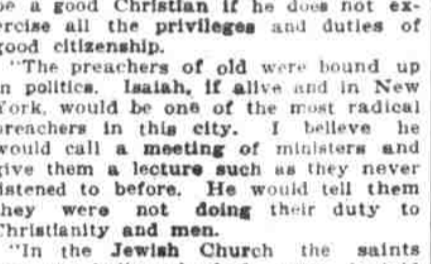 be a good Christian if he does not ex-
ercise all the privileges and duties of
good citizenship.
"The preachers of old were bound up
in politics. Isaiah, if alive and in New
York, would be one of the most radical
preachers in this city. I believe he
would call a meeting of ministers and
give them a lecture such as they never
listened to before. He would tell them
they were not doing their duty to
Christianity and men.
"In the Jewish Church the saints